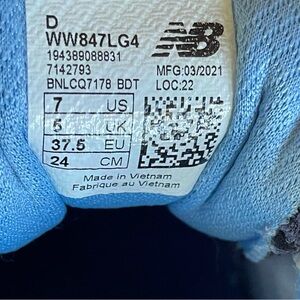 D
WW847LG4
194389088831
7142793
BNLCQ7178 BDT
NB
MFG:03/2021
LOC:22
7 US
5 UK
37.5 EU
24 CM
Made in Vietnam
Fabriqué au Vietnam